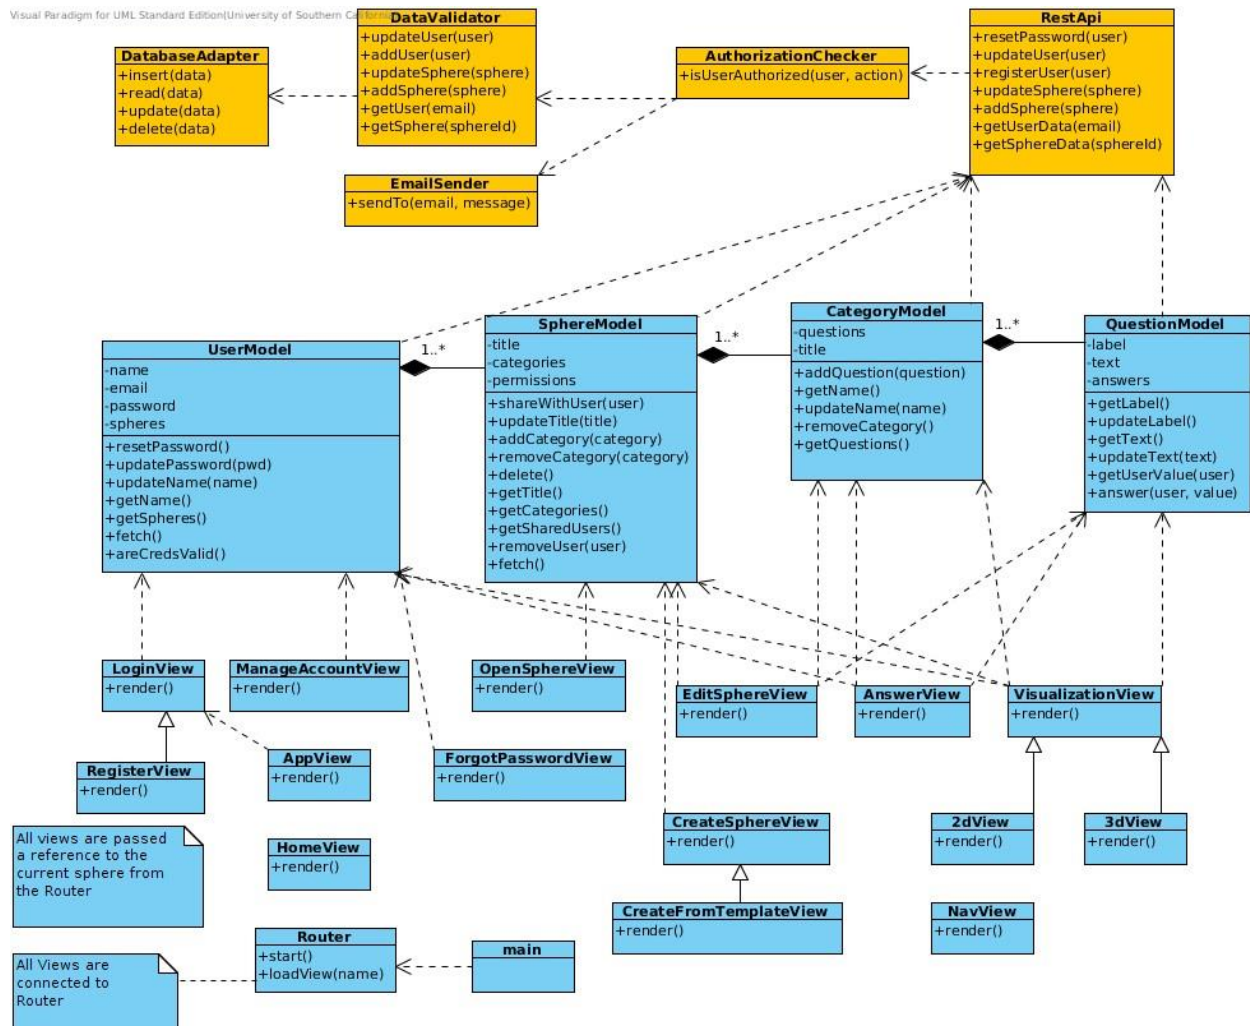 Visual Paradigm for UML Standard Edition(University of Southern
DataValidator
+updateUser(user)
+addUser(user)
+updateSphere(sphere)
+addSphere(sphere)
+getUser(email)
+getSphere(sphereId)
RestApi
+resetPassword(user)
+updateUser(user)
+registerUser(user)
+updateSphere(sphere)
+addSphere(sphere)
+getUserData(email)
+getSphereData(sphereId)
DatabaseAdapter
+insert(data)
+read(data)
+update(data)
+delete(data)
AuthorizationChecker
+isUserAuthorized(user, action)
EmailSender
+sendTo(email, message)
UserModel
-name
-email
-password
-spheres
+resetPassword()
+updatePassword(pwd)
+updateName(name)
+getName()
+getSpheres()
+fetch()
+areCredsValid()
1..*
SphereModel
-title
-categories
-permissions
+shareWithUser(user)
+updateTitle(title)
+addCategory(category)
+removeCategory(category)
+delete()
+getTitle()
+getCategories()
+getSharedUsers()
+removeUser(user)
+fetch()
1..*
CategoryModel
-questions
-title
+addQuestion(question)
+getName()
+updateName(name)
+removeCategory()
+getQuestions()
1..*
QuestionModel
-label
-text
-answers
+getLabel()
+updateLabel()
+getText()
+updateText(text)
+getUserValue(user)
+answer(user, value)
LoginView
+render()
ManageAccountView
+render()
OpenSphereView
+render()
EditSphereView
+render()
AnswerView
+render()
VisualizationView
+render()
RegisterView
+render()
AppView
+render()
ForgotPasswordView
+render()
CreateSphereView
+render()
2dView
+render()
3dView
+render()
All views are passed
a reference to the
current sphere from
the Router
HomeView
+render()
CreateFromTemplateView
+render()
NavView
+render()
Router
+start()
+loadView(name)
main
All Views are
connected to
Router